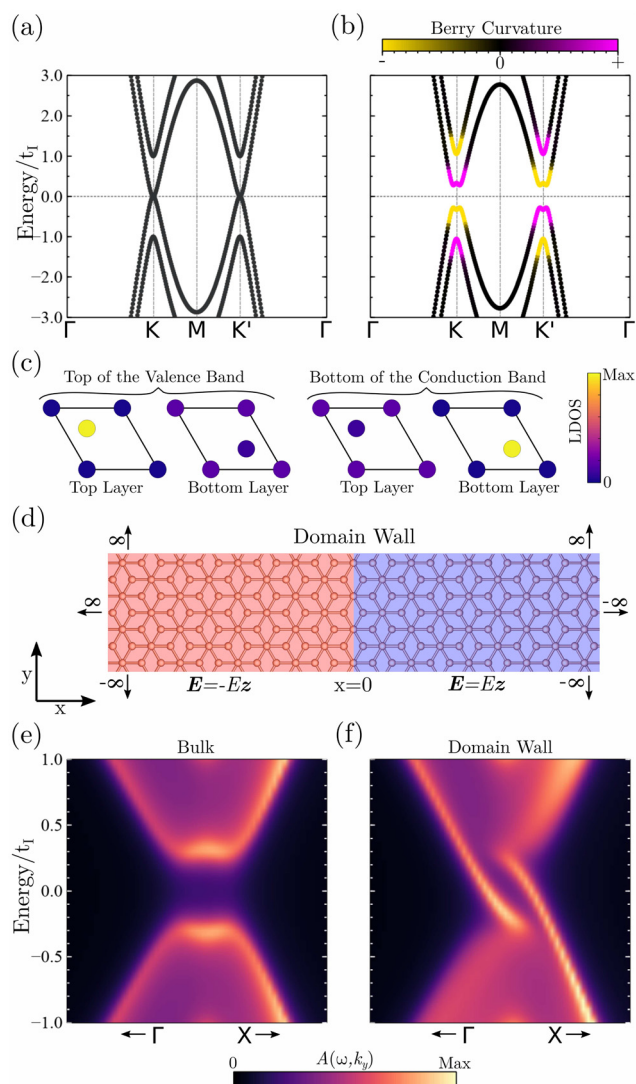 (a)
(b)
Berry Curvature
- 0 +
Energy/t_I
3.0
2.0
1.0
0.0
−1.0
−2.0
−3.0
Γ K M K' Γ
Γ K M K' Γ
(c)
Top of the Valence Band
Bottom of the Conduction Band
Top Layer
Bottom Layer
Top Layer
Bottom Layer
LDOS
Max
0
(d)
Domain Wall
∞
∞
∞
-∞
y
x
-∞
E=-Ez
x=0
E=Ez
-∞
(e)
Bulk
(f)
Domain Wall
Energy/t_I
1.0
0.5
0.0
−0.5
−1.0
← Γ X →
← Γ X →
0 A(ω,k_y) Max